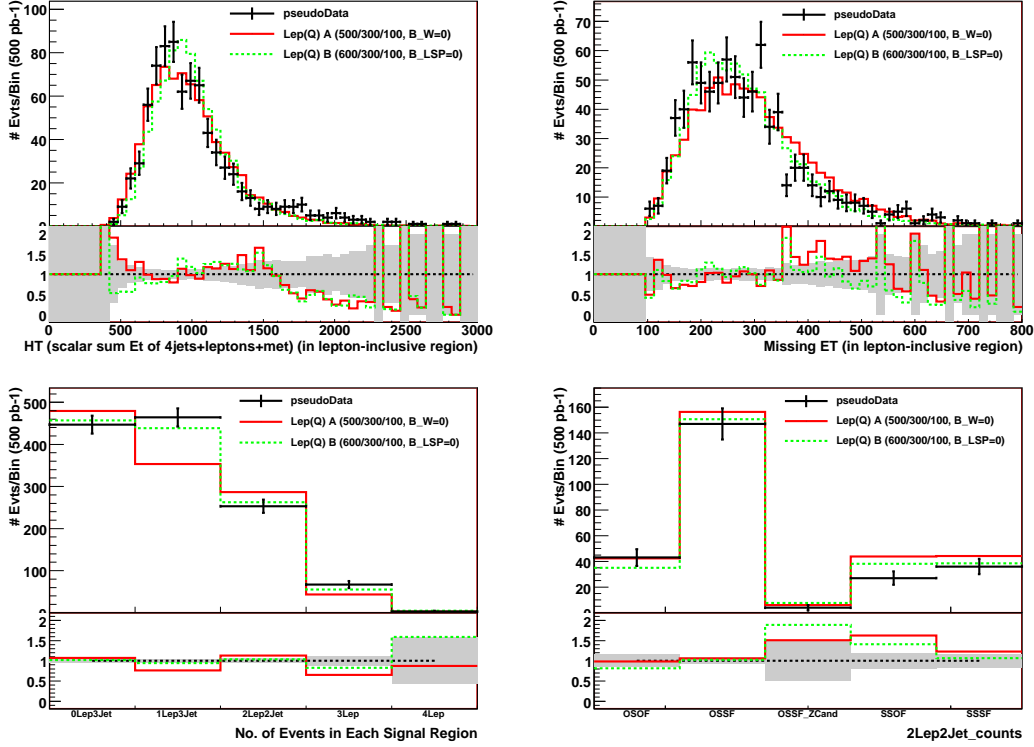 # Evts/Bin (500 pb-1)
100
80
60
40
20
0
pseudoData
Lep(Q) A (500/300/100, B_W=0)
Lep(Q) B (600/300/100, B_LSP=0)
2
1.5
1
0.5
0
0 500 1000 1500 2000 2500 3000
HT (scalar sum Et of 4jets+leptons+met) (in lepton-inclusive region)
# Evts/Bin (500 pb-1)
70
60
50
40
30
20
10
0
pseudoData
Lep(Q) A (500/300/100, B_W=0)
Lep(Q) B (600/300/100, B_LSP=0)
2
1.5
1
0.5
0
0 100 200 300 400 500 600 700 800
Missing ET (in lepton-inclusive region)
# Evts/Bin (500 pb-1)
500
400
300
200
100
0
pseudoData
Lep(Q) A (500/300/100, B_W=0)
Lep(Q) B (600/300/100, B_LSP=0)
2
1.5
1
0.5
0
0Lep3Jet 1Lep3Jet 2Lep2Jet 3Lep 4Lep
No. of Events in Each Signal Region
# Evts/Bin (500 pb-1)
160
140
120
100
80
60
40
20
0
pseudoData
Lep(Q) A (500/300/100, B_W=0)
Lep(Q) B (600/300/100, B_LSP=0)
2
1.5
1
0.5
0
OSOF OSSF OSSF_ZCand SSOF SSSF
2Lep2Jet_counts